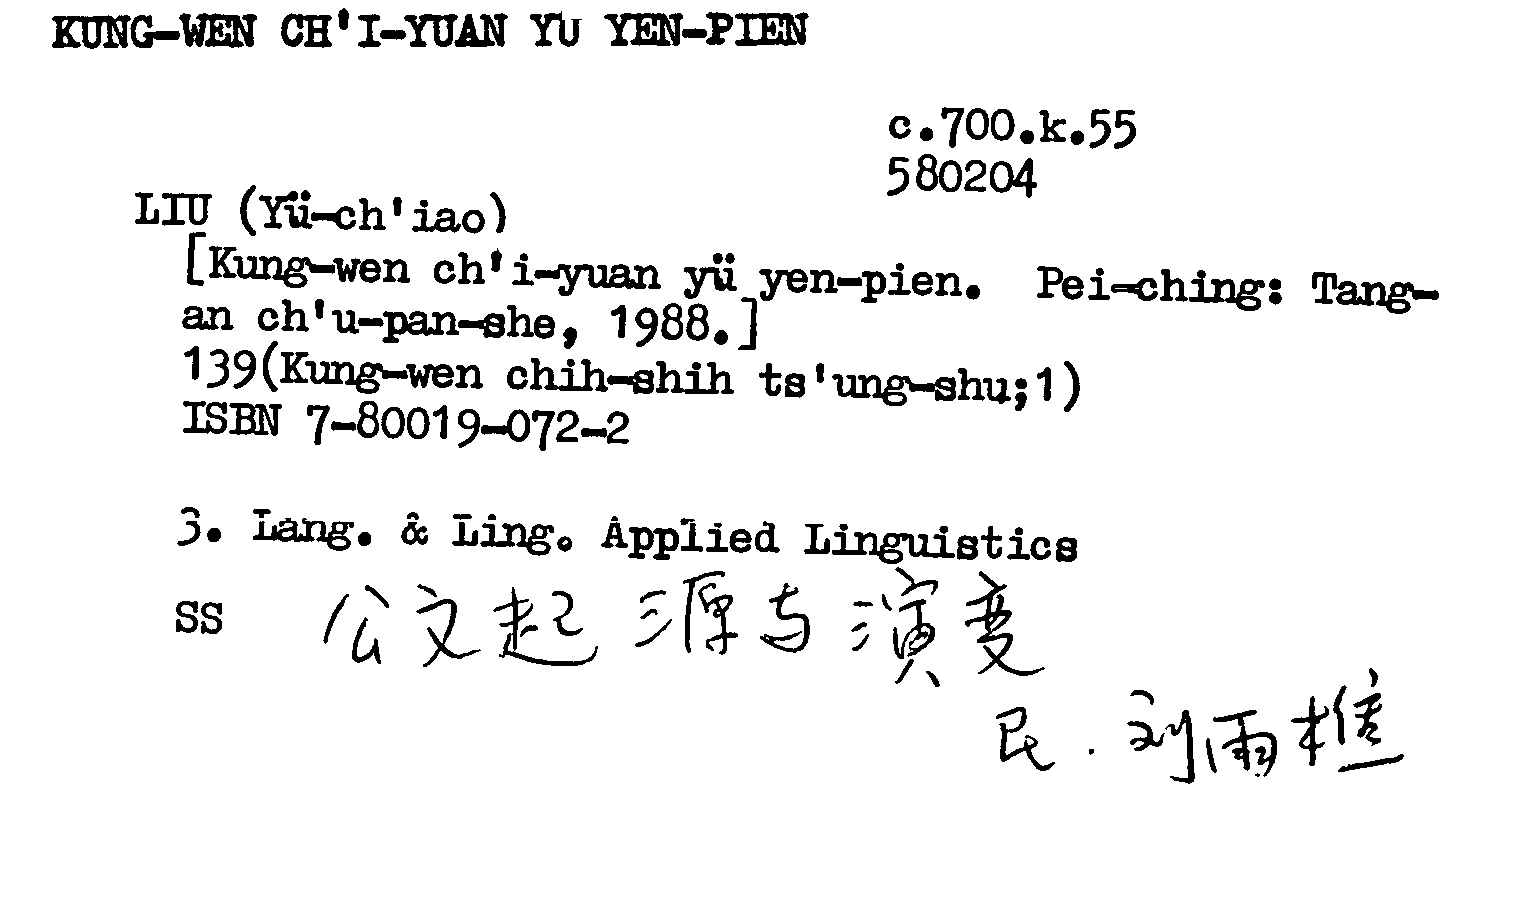 KUNG-WEN CH'I-YUAN YU YEN-PIEN
c.700.k.55
580204
LIU (Yü-ch'iao)
[Kung-wen ch'i-yuan yü yen-pien. Pei-ching: Tang-
an ch'u-pan-she, 1988.]
139(Kung-wen chih-shih ts'ung-shu;1)
ISBN 7-80019-072-2
3. Lang. & Ling. Applied Linguistics
SS 公文起源与演变
民.刘雨樵